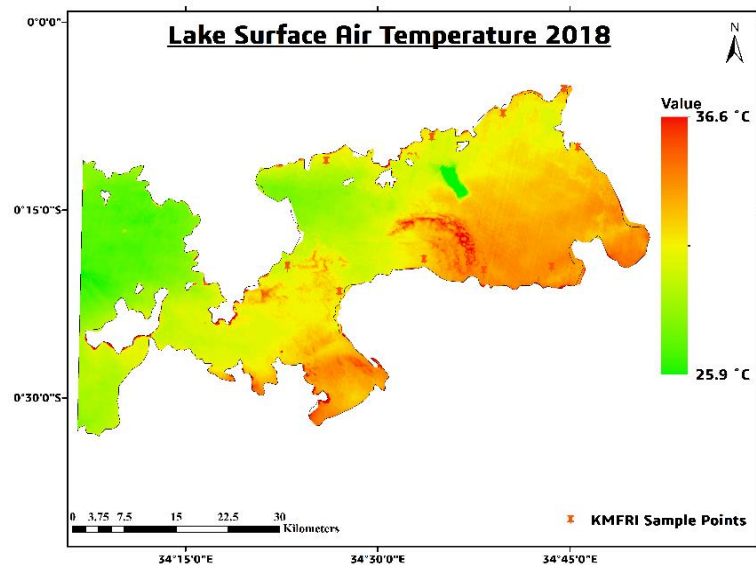 0°0'0"
Lake Surface Air Temperature 2018
N
Value
36.6 ˚C
0°15'0"S
25.9 ˚C
0°30'0"S
0 3.75 7.5 15 22.5 30
Kilometers
KMFRI Sample Points
34°15'0"E 34°30'0"E 34°45'0"E